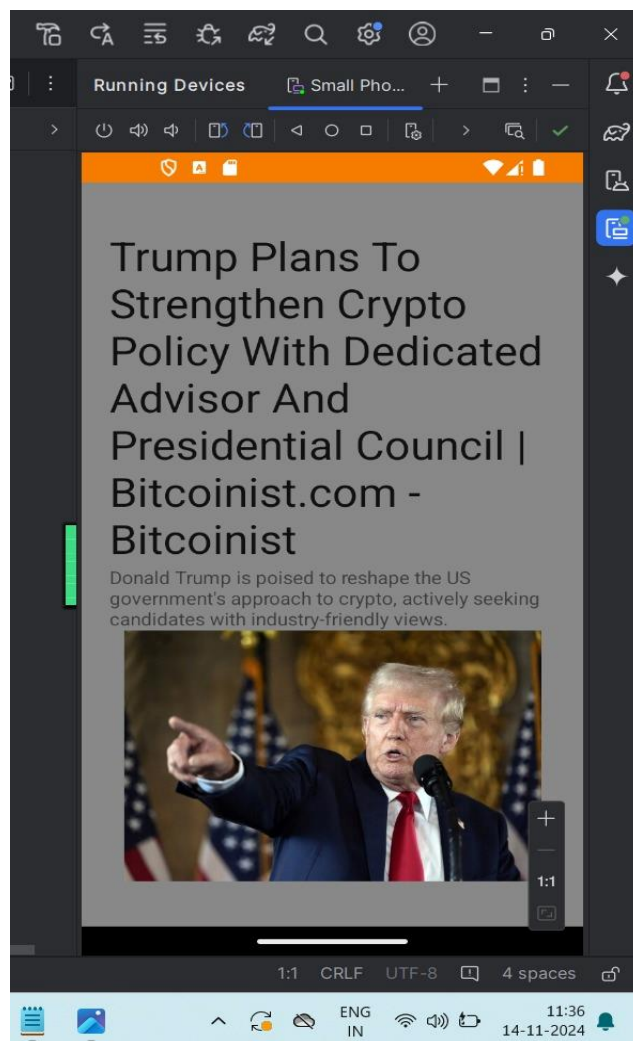 Running Devices
Small Pho...
Trump Plans To
Strengthen Crypto
Policy With Dedicated
Advisor And
Presidential Council |
Bitcoinist.com -
Bitcoinist
Donald Trump is poised to reshape the US
government's approach to crypto, actively seeking
candidates with industry-friendly views.
1:1
1:1 CRLF UTF-8 4 spaces
ENG
IN
11:36
14-11-2024